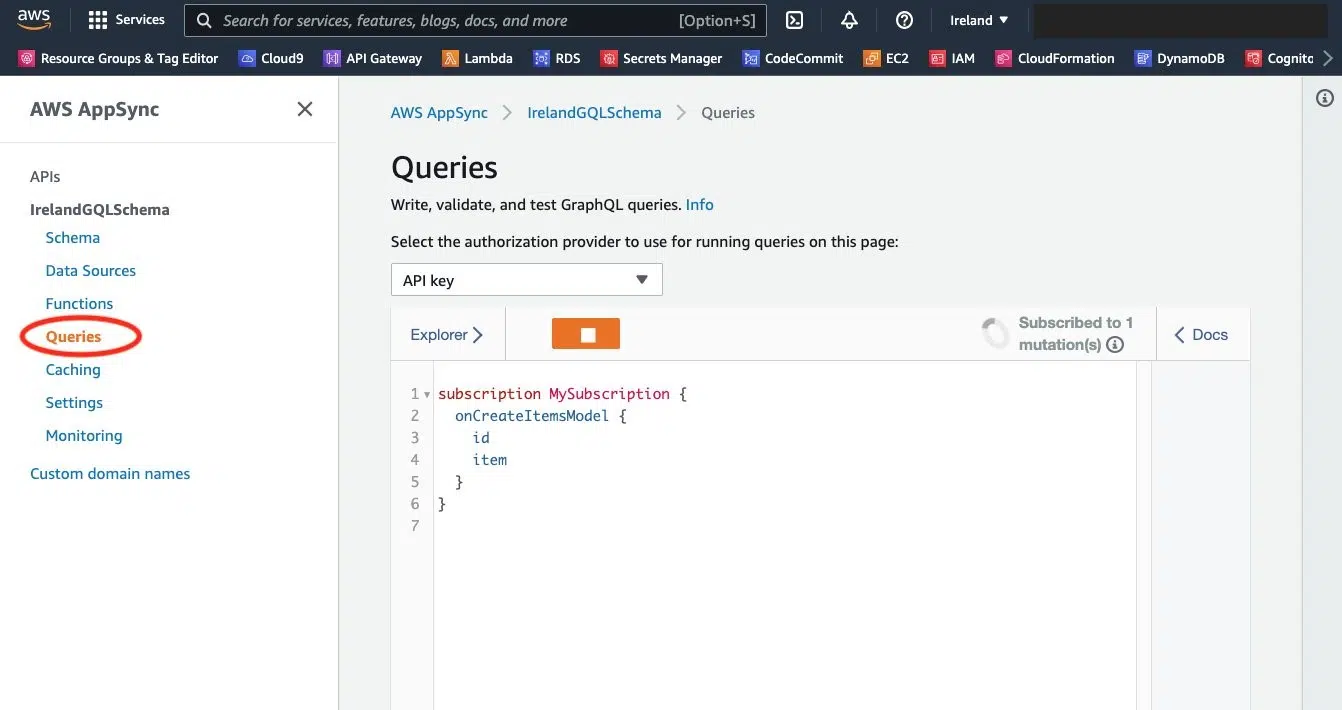 aws Services Search for services, features, blogs, docs, and more [Option+S] Ireland
Resource Groups & Tag Editor Cloud9 API Gateway Lambda RDS Secrets Manager CodeCommit EC2 IAM CloudFormation DynamoDB Cognito
AWS AppSync
APIs
IrelandGQLSchema
Schema
Data Sources
Functions
Queries
Caching
Settings
Monitoring
Custom domain names
AWS AppSync IrelandGQLSchema Queries
Queries
Write, validate, and test GraphQL queries. Info
Select the authorization provider to use for running queries on this page:
API key
Explorer
Subscribed to 1
mutation(s)
Docs
1 subscription MySubscription {
2 onCreateItemsModel {
3 id
4 item
5 }
6 }
7